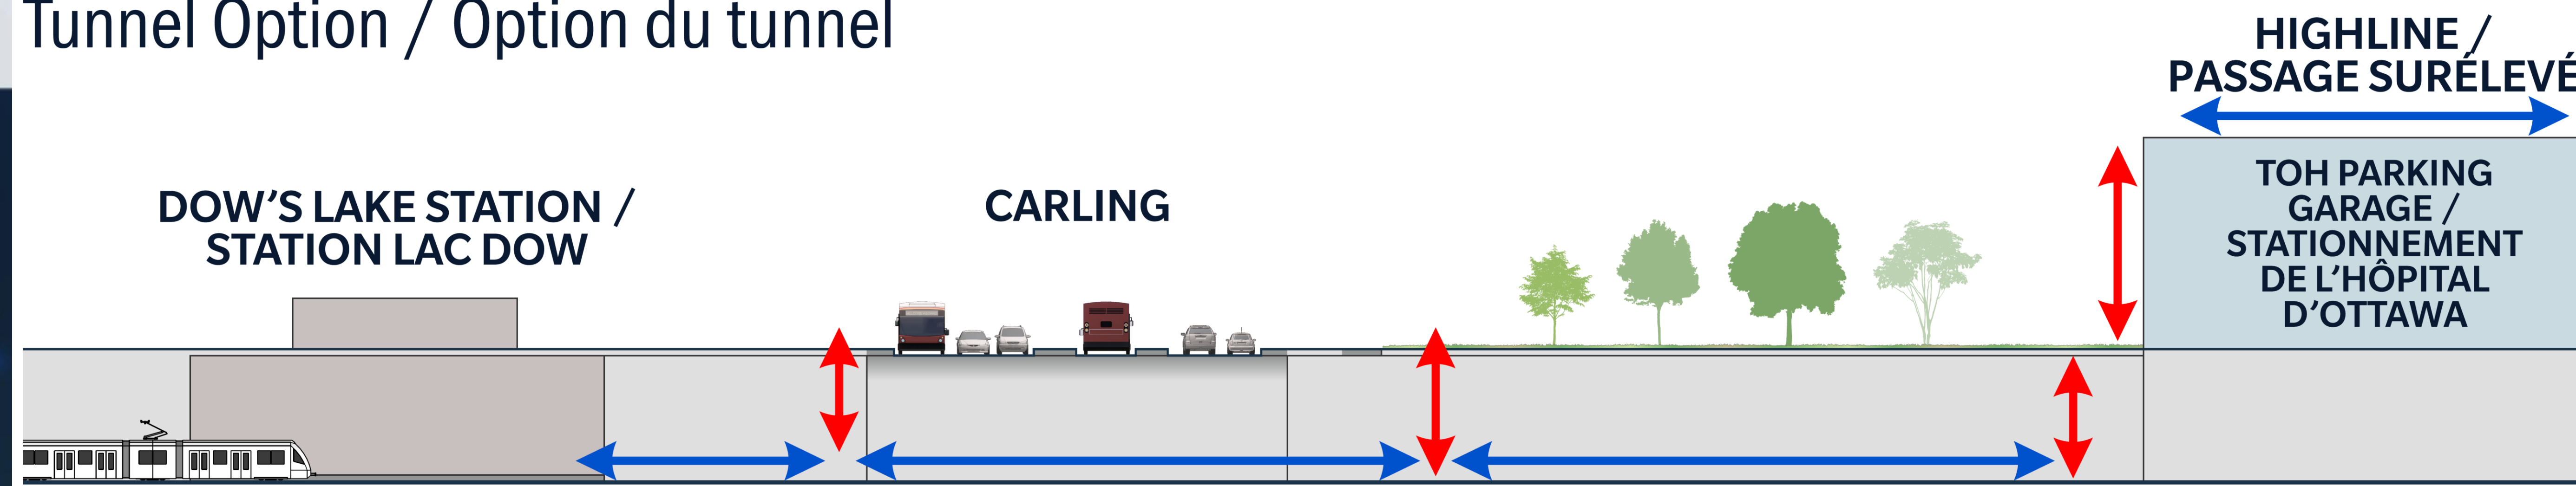 Tunnel Option / Option du tunnel
HIGHLINE /
PASSAGE SURÉLEVÉ
DOW'S LAKE STATION /
STATION LAC DOW
CARLING
TOH PARKING
GARAGE /
STATIONNEMENT
DE L'HÔPITAL
D'OTTAWA